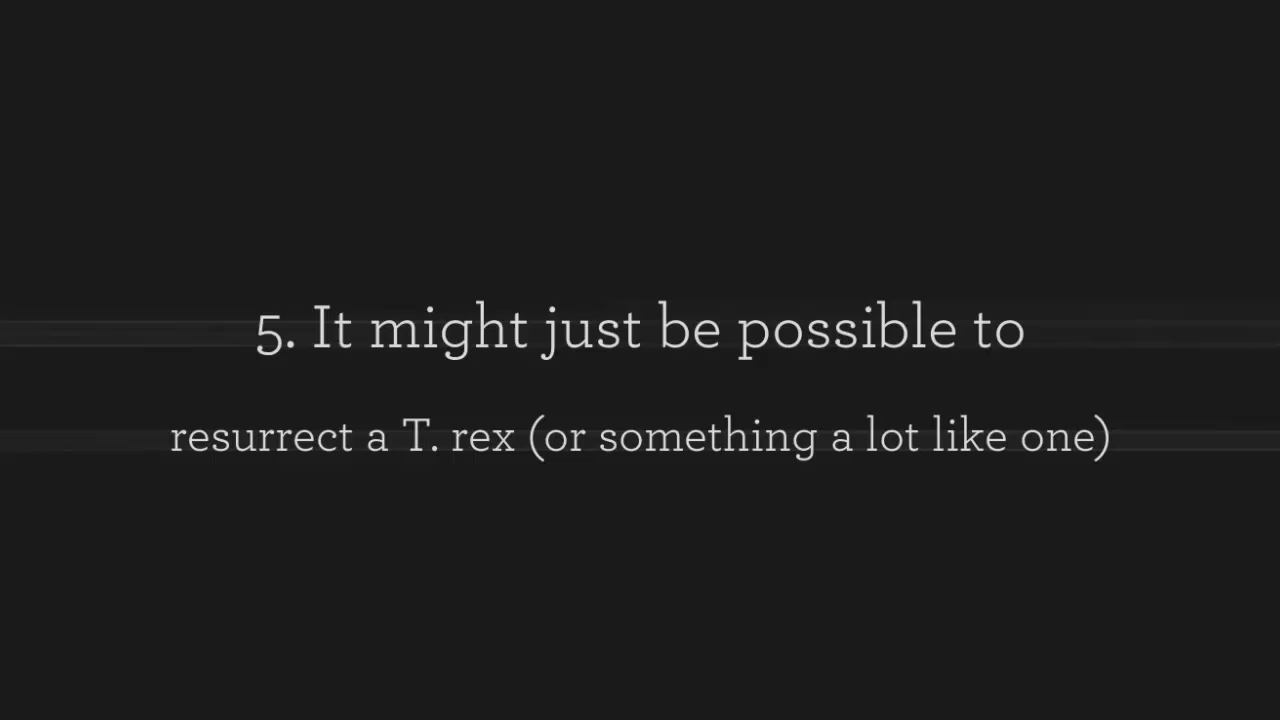 5. It might just be possible to
resurrect a T. rex (or something a lot like one)